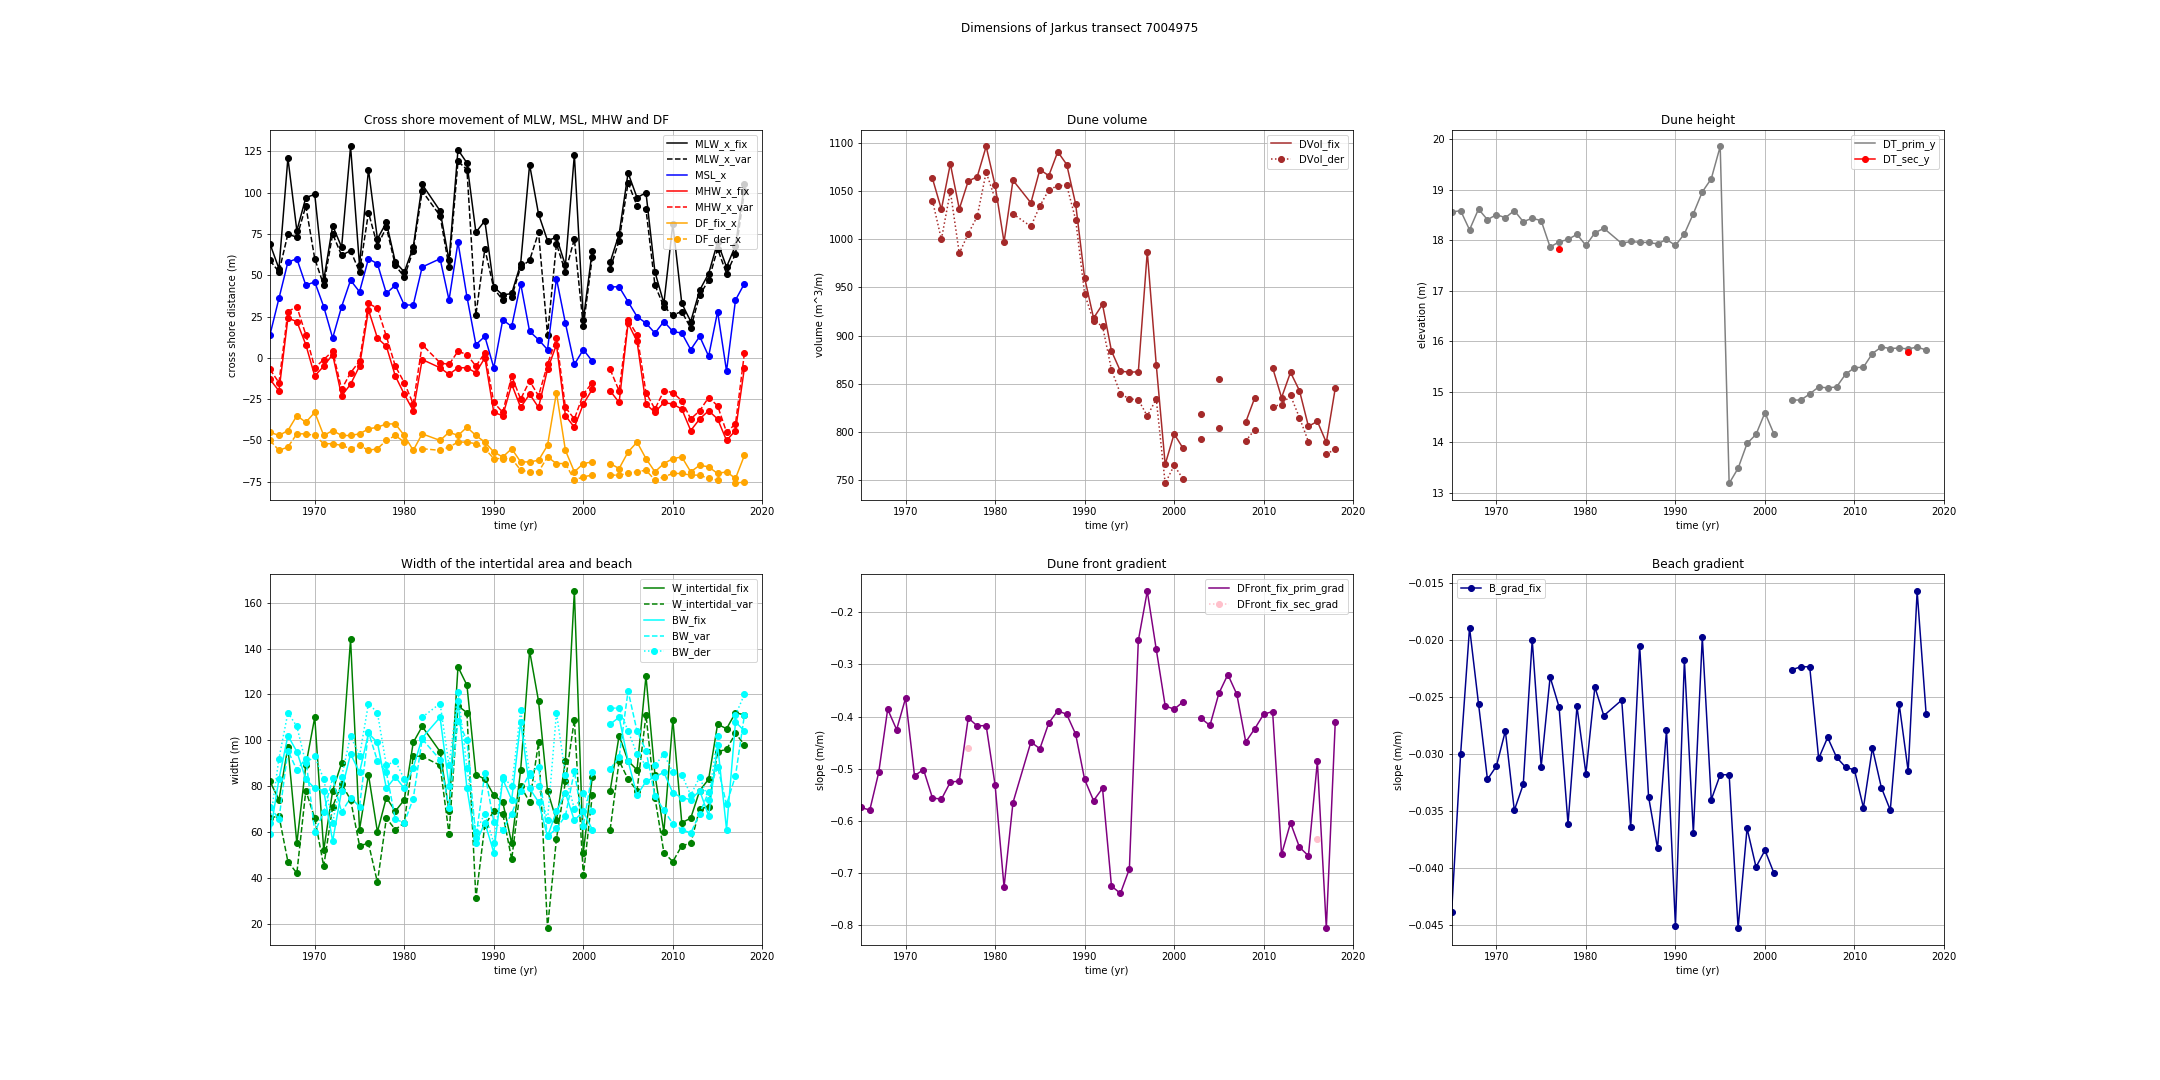 Dimensions of Jarkus transect 7004975
Cross shore movement of MLW, MSL, MHW and DF
cross shore distance (m)
125
100
75
50
25
0
−25
−50
−75
MLW_x_fix
MLW_x_var
MSL_x
MHW_x_fix
MHW_x_var
DF_fix_x
DF_der_x
1970 1980 1990 2000 2010 2020
time (yr)
Dune volume
volume (m^3/m)
1100
1050
1000
950
900
850
800
750
DVol_fix
DVol_der
1970 1980 1990 2000 2010 2020
time (yr)
Dune height
elevation (m)
20
19
18
17
16
15
14
13
DT_prim_y
DT_sec_y
1970 1980 1990 2000 2010 2020
time (yr)
Width of the intertidal area and beach
width (m)
160
140
120
100
80
60
40
20
W_intertidal_fix
W_intertidal_var
BW_fix
BW_var
BW_der
1970 1980 1990 2000 2010 2020
time (yr)
Dune front gradient
slope (m/m)
−0.2
−0.3
−0.4
−0.5
−0.6
−0.7
−0.8
DFront_fix_prim_grad
DFront_fix_sec_grad
1970 1980 1990 2000 2010 2020
time (yr)
Beach gradient
slope (m/m)
−0.015
−0.020
−0.025
−0.030
−0.035
−0.040
−0.045
B_grad_fix
1970 1980 1990 2000 2010 2020
time (yr)